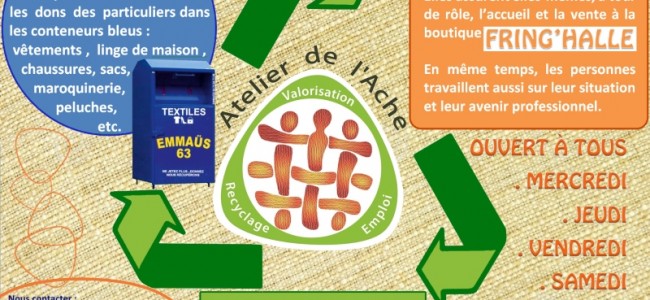 les dons des particuliers dans
les conteneurs bleus :
vêtements , linge de maison ,
chaussures, sacs,
maroquinerie,
peluches,
etc.
TEXTILES
EMMAÜS
63
Atelier de l'Ache
Valorisation
Recyclage
Emploi
de rôle, l'accueil et la vente à la
boutique FRING'HALLE
En même temps, les personnes
travaillent aussi sur leur situation
et leur avenir professionnel.
OUVERT À TOUS
. MERCREDI
. JEUDI
. VENDREDI
. SAMEDI
Nous contacter :